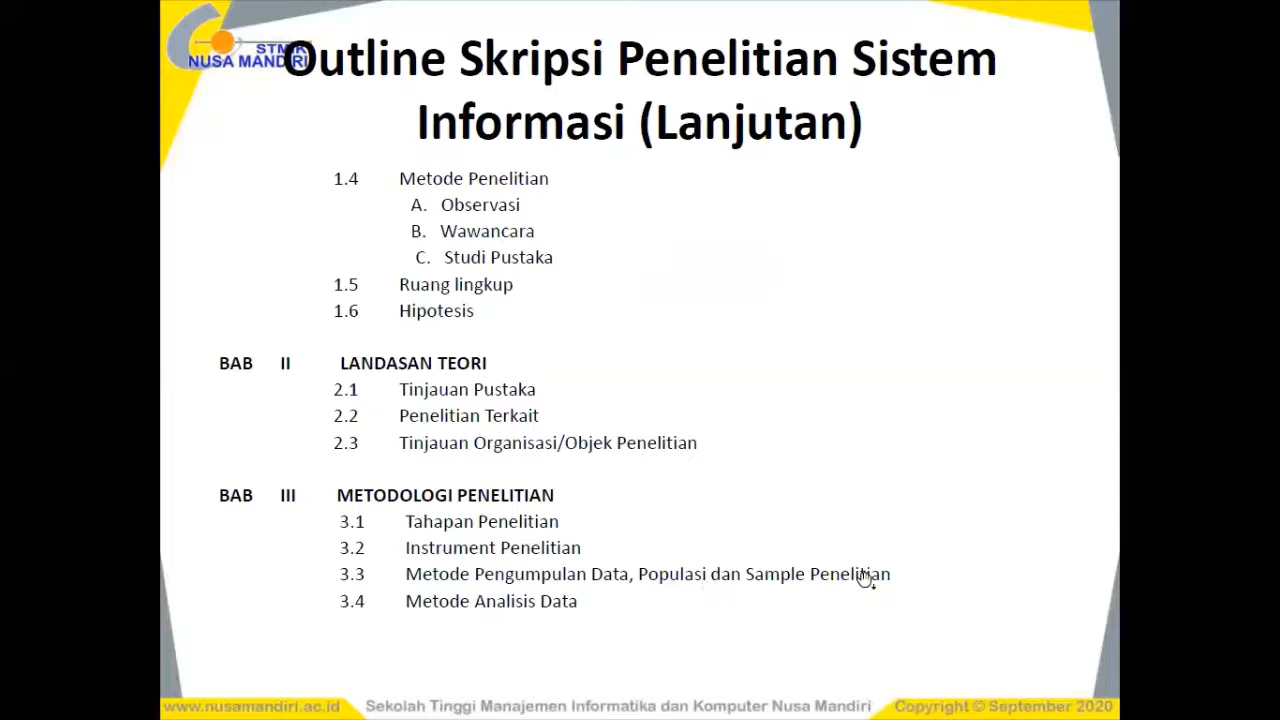 STMIK
NUSA MANDIRI
Outline Skripsi Penelitian Sistem
Informasi (Lanjutan)
1.4 Metode Penelitian
A. Observasi
B. Wawancara
C. Studi Pustaka
1.5 Ruang lingkup
1.6 Hipotesis
BAB II LANDASAN TEORI
2.1 Tinjauan Pustaka
2.2 Penelitian Terkait
2.3 Tinjauan Organisasi/Objek Penelitian
BAB III METODOLOGI PENELITIAN
3.1 Tahapan Penelitian
3.2 Instrument Penelitian
3.3 Metode Pengumpulan Data, Populasi dan Sample Penelitian
3.4 Metode Analisis Data
www.nusamandiri.ac.id Sekolah Tinggi Manajemen Informatika dan Komputer Nusa Mandiri Copyright © September 2020